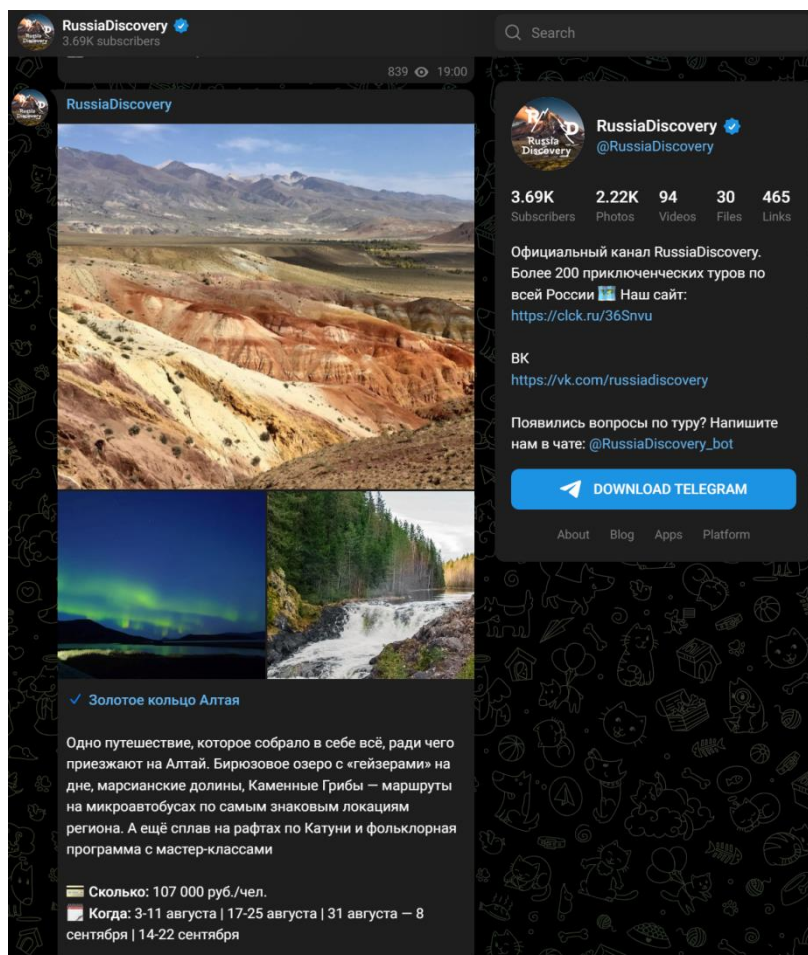 RussiaDiscovery
3.69K subscribers
839 19:00
RussiaDiscovery
Золотое кольцо Алтая
Одно путешествие, которое собрало в себе всё, ради чего
приезжают на Алтай. Бирюзовое озеро с «гейзерами» на
дне, марсианские долины, Каменные Грибы — маршруты
на микроавтобусах по самым знаковым локациям
региона. А ещё сплав на рафтах по Катуни и фольклорная
программа с мастер-классами
Сколько: 107 000 руб./чел.
Когда: 3-11 августа | 17-25 августа | 31 августа — 8
сентября | 14-22 сентября
Search
R D
Russia
Discovery
RussiaDiscovery
@RussiaDiscovery
3.69K 2.22K 94 30 465
Subscribers Photos Videos Files Links
Официальный канал RussiaDiscovery.
Более 200 приключенческих туров по
всей России Наш сайт:
https://clck.ru/36Snvu
ВК
https://vk.com/russiadiscovery
Появились вопросы по туру? Напишите
нам в чате: @RussiaDiscovery_bot
DOWNLOAD TELEGRAM
About Blog Apps Platform